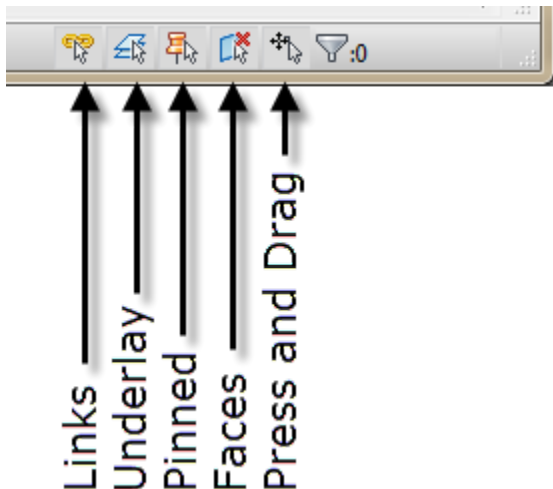 :0
Links
Underlay
Pinned
Faces
Press and Drag